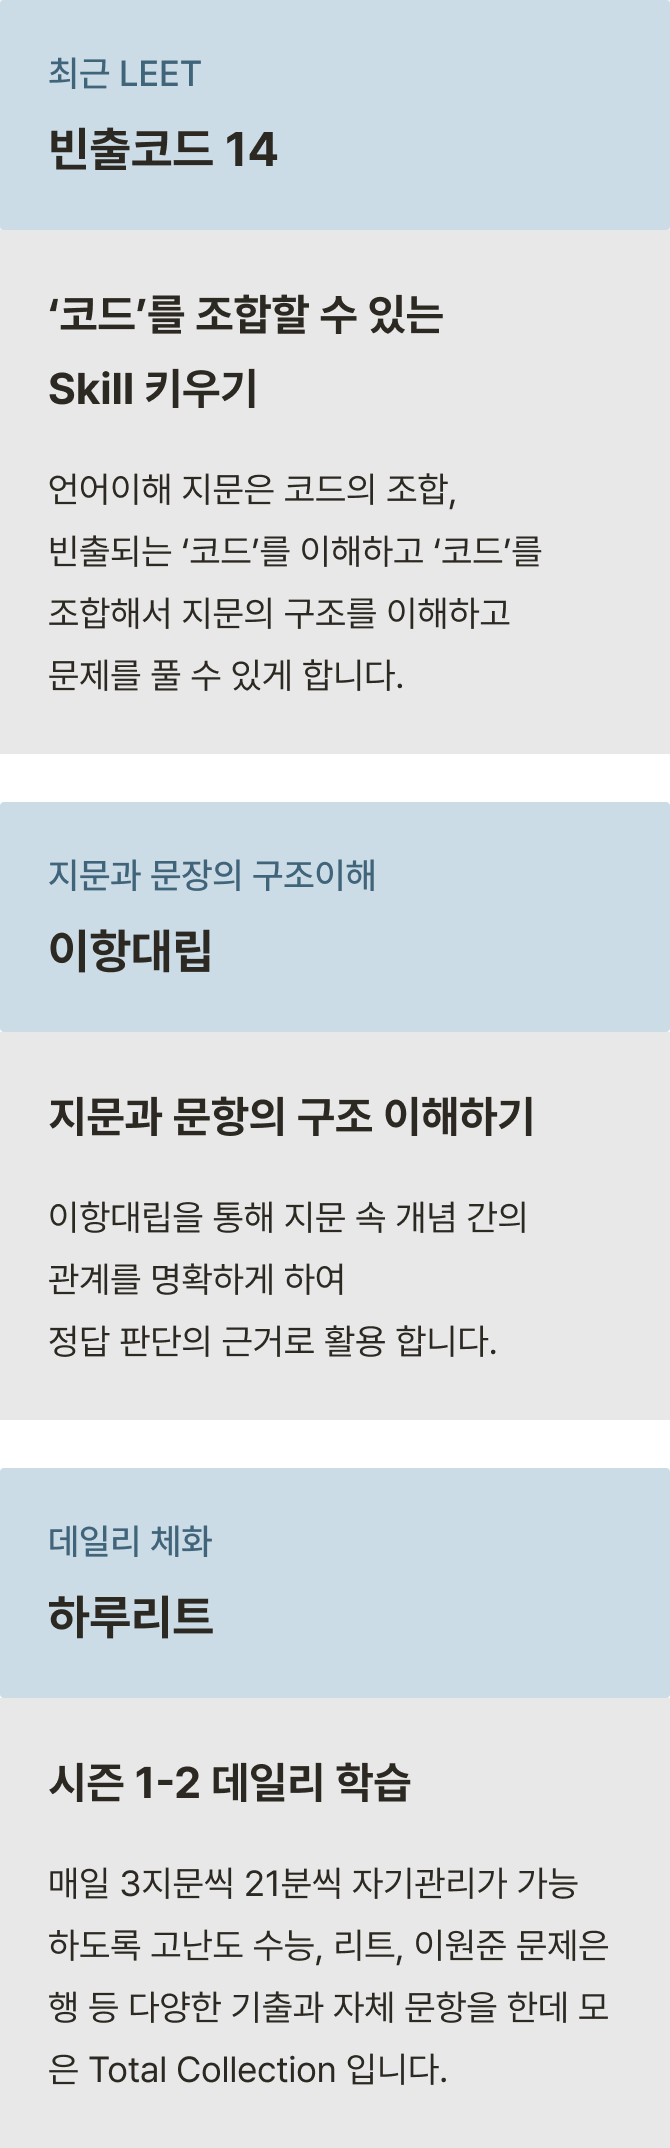 최근 LEET
빈출코드 14
‘코드’를 조합할 수 있는
Skill 키우기
언어이해 지문은 코드의 조합,
빈출되는 ‘코드’를 이해하고 ‘코드’를
조합해서 지문의 구조를 이해하고
문제를 풀 수 있게 합니다.
지문과 문장의 구조이해
이항대립
지문과 문항의 구조 이해하기
이항대립을 통해 지문 속 개념 간의
관계를 명확하게 하여
정답 판단의 근거로 활용 합니다.
데일리 체화
하루리트
시즌 1-2 데일리 학습
매일 3지문씩 21분씩 자기관리가 가능
하도록 고난도 수능, 리트, 이원준 문제은
행 등 다양한 기출과 자체 문항을 한데 모
은 Total Collection 입니다.